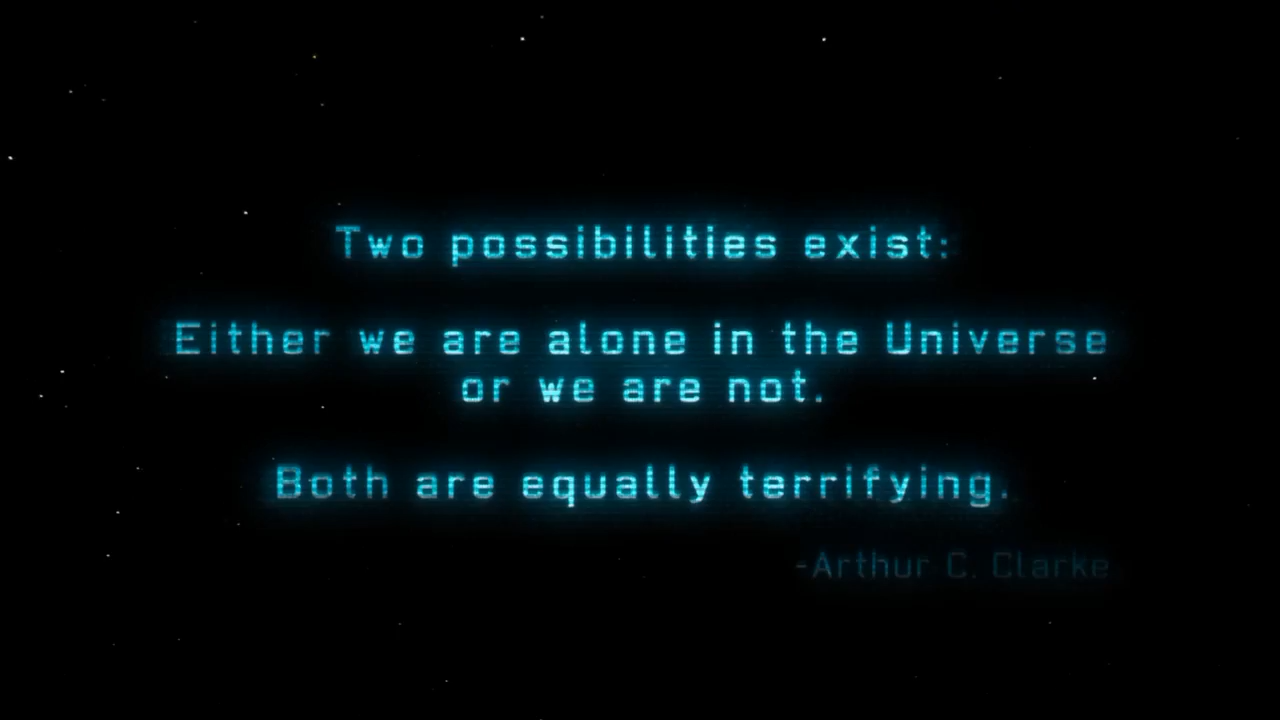 Two possibilities exist:
Either we are alone in the Universe
or we are not.
Both are equally terrifying.
-Arthur C. Clarke